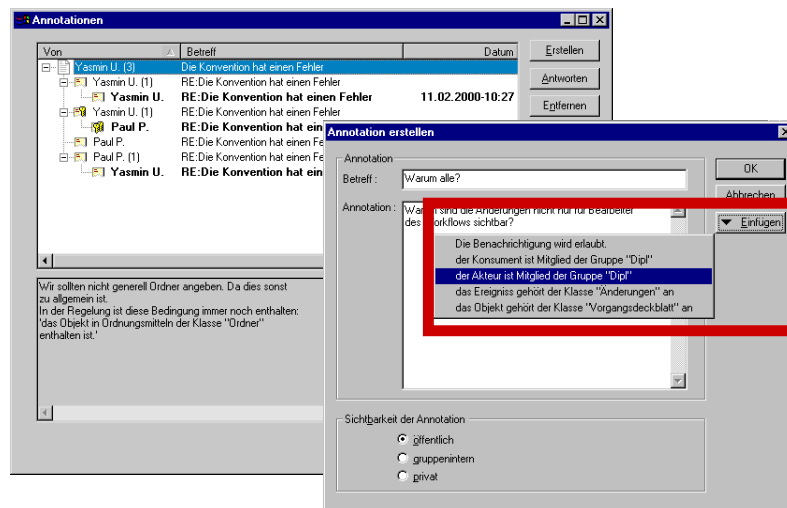 Annotationen
Von Betreff Datum
Yasmin U. (3) Die Konvention hat einen Fehler
Yasmin U. (1) RE:Die Konvention hat einen Fehler
Yasmin U. RE:Die Konvention hat einen Fehler 11.02.2000-10:27
Yasmin U. (1) RE:Die Konvention hat einen Fehler
Paul P. RE:Die Konvention hat ein
Paul P. RE:Die Konvention hat einen Fe
Paul P. (1) RE:Die Konvention hat einen Fe
Yasmin U. RE:Die Konvention hat ein
Erstellen
Antworten
Entfernen
Wir sollten nicht generell Ordner angeben. Da dies sonst
zu allgemein ist.
In der Regelung ist diese Bedingung immer noch enthalten:
'das Objekt in Ordnungsmitteln der Klasse "Ordner"
enthalten ist.'
Annotation erstellen
Annotation
Betreff : Warum alle?
Annotation :
sind die Änderungen nicht nur für Bearbeiter
des Workflows sichtbar?
OK
Abbrechen
Einfügen
Die Benachrichtigung wird erlaubt.
der Konsument ist Mitglied der Gruppe "Dipl"
der Akteur ist Mitglied der Gruppe "Dipl"
das Ereigniss gehört der Klasse "Änderungen" an
das Objekt gehört der Klasse "Vorgangsdeckblatt" an
Sichtbarkeit der Annotation
öffentlich
gruppenintern
privat